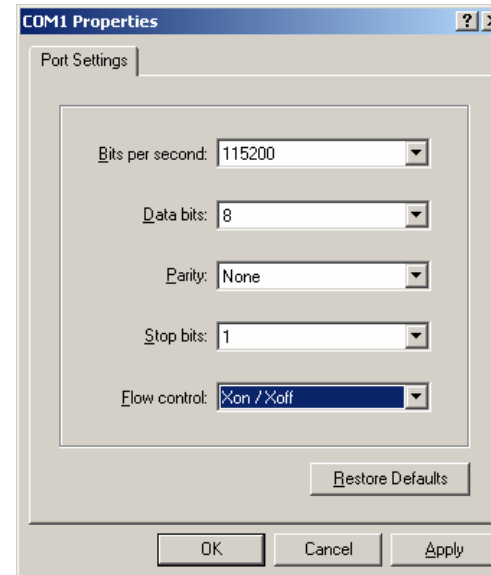 COM1 Properties
Port Settings
Bits per second: 115200
Data bits: 8
Parity: None
Stop bits: 1
Flow control: Xon / Xoff
Restore Defaults
OK Cancel Apply